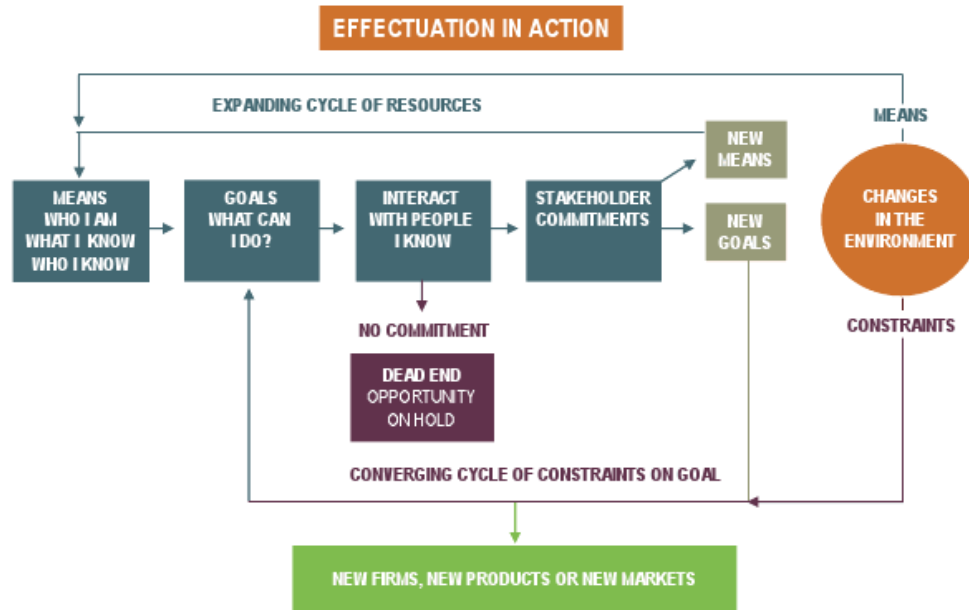 EFFECTUATION IN ACTION
EXPANDING CYCLE OF RESOURCES
MEANS
NEW
MEANS
MEANS
WHO I AM
WHAT I KNOW
WHO I KNOW
GOALS
WHAT CAN
I DO?
INTERACT
WITH PEOPLE
I KNOW
STAKEHOLDER
COMMITMENTS
NEW
GOALS
CHANGES
IN THE
ENVIRONMENT
CONSTRAINTS
NO COMMITMENT
DEAD END
OPPORTUNITY
ON HOLD
CONVERGING CYCLE OF CONSTRAINTS ON GOAL
NEW FIRMS, NEW PRODUCTS OR NEW MARKETS